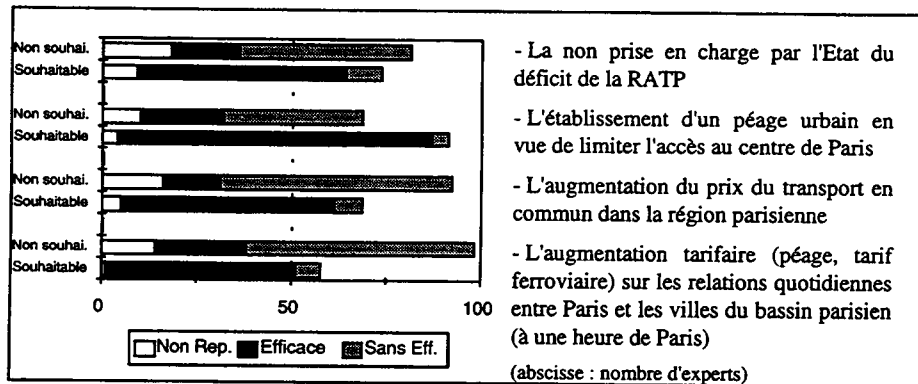 Non souhai.
Souhaitable
Non souhai.
Souhaitable
Non souhai.
Souhaitable
Non souhai.
Souhaitable
0 50 100
Non Rep. Efficace Sans Eff.
- La non prise en charge par l'Etat du
déficit de la RATP
- L'établissement d'un péage urbain en
vue de limiter l'accès au centre de Paris
- L'augmentation du prix du transport en
commun dans la région parisienne
- L'augmentation tarifaire (péage, tarif
ferroviaire) sur les relations quotidiennes
entre Paris et les villes du bassin parisien
(à une heure de Paris)
(abscisse : nombre d'experts)